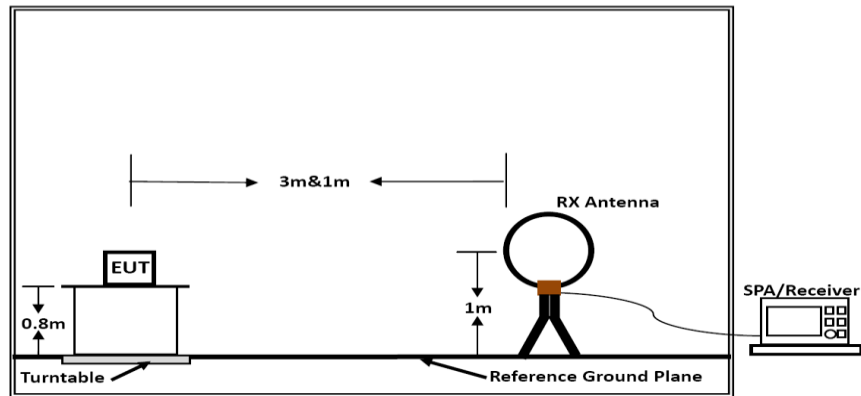 3m&1m
RX Antenna
EUT
SPA/Receiver
0.8m
1m
Turntable
Reference Ground Plane